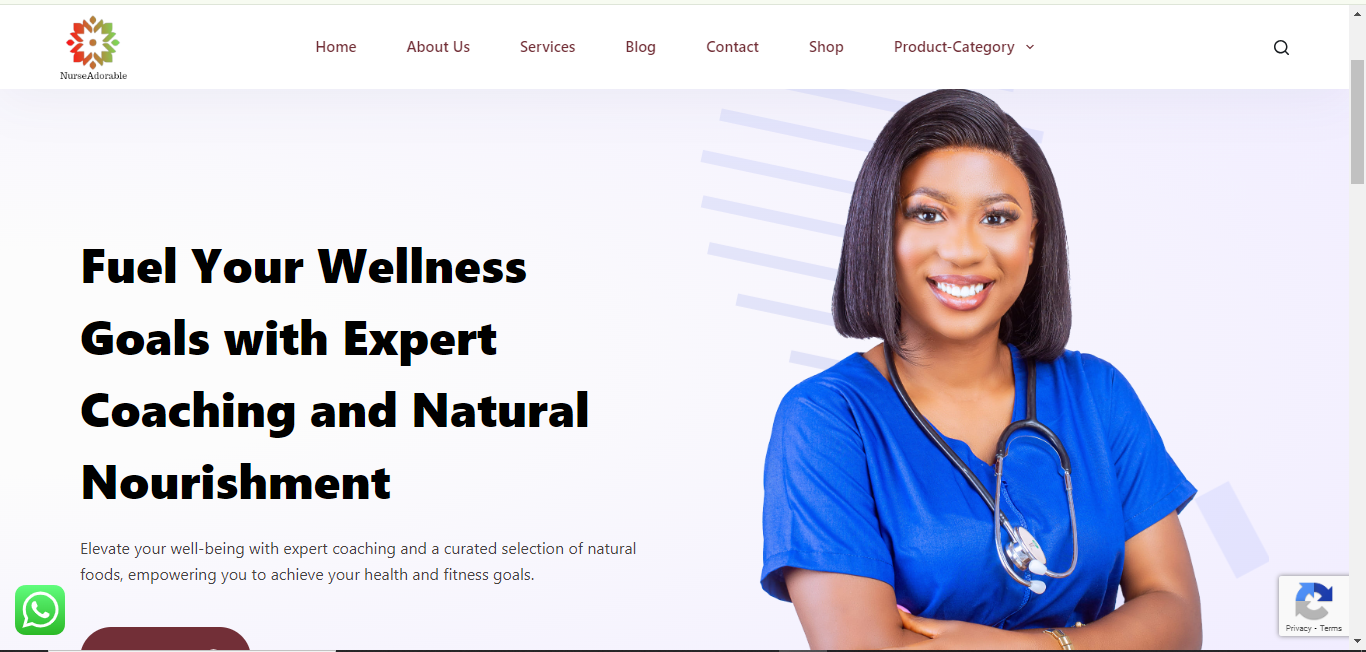 NurseAdorable
Home About Us Services Blog Contact Shop Product-Category
Fuel Your Wellness
Goals with Expert
Coaching and Natural
Nourishment
Elevate your well-being with expert coaching and a curated selection of natural
foods, empowering you to achieve your health and fitness goals.
Privacy - Terms